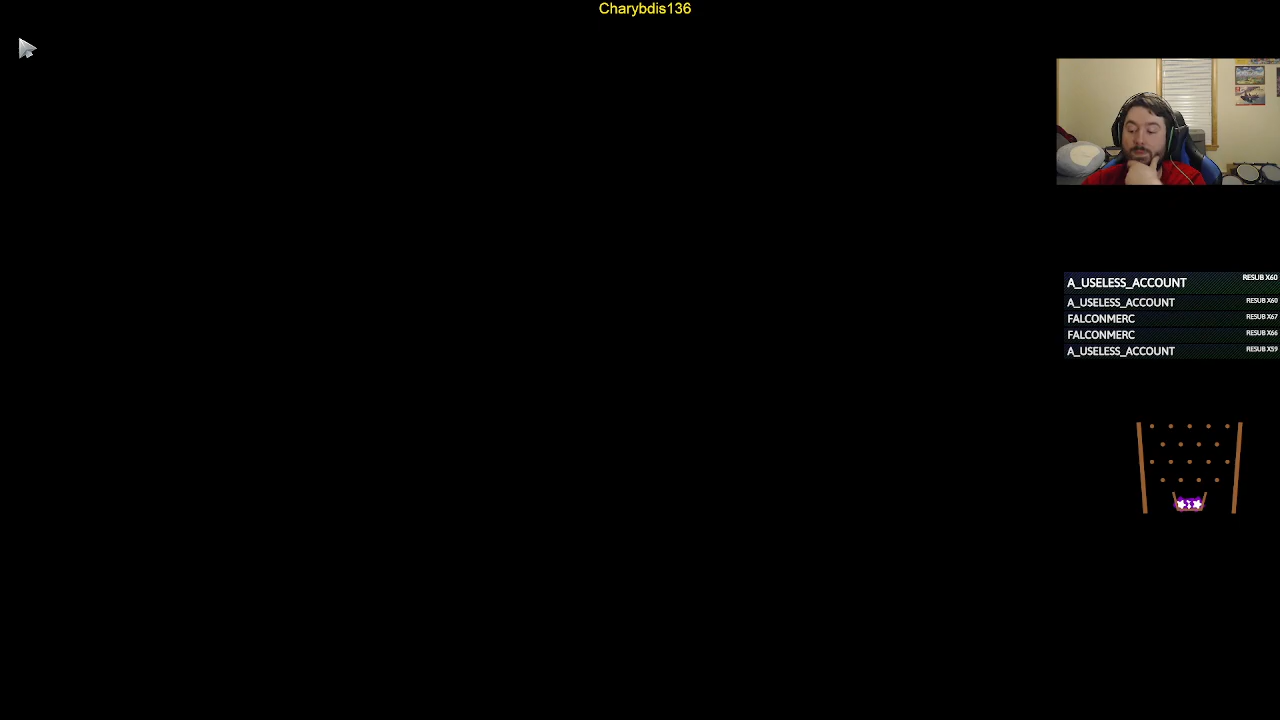 Charybdis136
A_USELESS_ACCOUNT RESUB X60
A_USELESS_ACCOUNT RESUB X60
FALCONMERC RESUB X67
FALCONMERC RESUB X66
A_USELESS_ACCOUNT RESUB X59